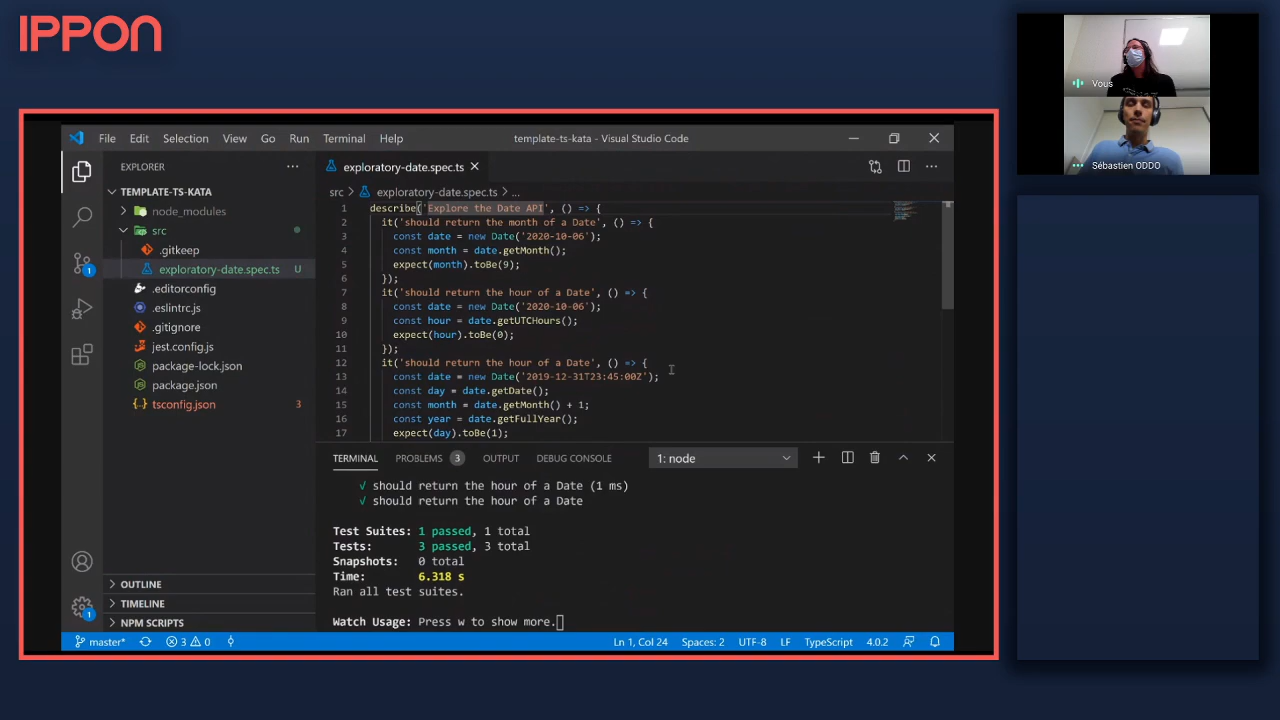 IPPON
File Edit Selection View Go Run Terminal Help
template-ts-kata - Visual Studio Code
EXPLORER
TEMPLATE-TS-KATA
node_modules
src
.gitkeep
exploratory-date.spec.ts U
.editorconfig
.eslintrc.js
.gitignore
jest.config.js
package-lock.json
package.json
tsconfig.json 3
OUTLINE
TIMELINE
NPM SCRIPTS
1
1
exploratory-date.spec.ts
src > exploratory-date.spec.ts > ...
1 describe('Explore the Date API', () => {
2 it('should return the month of a Date', () => {
3 const date = new Date('2020-10-06');
4 const month = date.getMonth();
5 expect(month).toBe(9);
6 });
7 it('should return the hour of a Date', () => {
8 const date = new Date('2020-10-06');
9 const hour = date.getUTCHours();
10 expect(hour).toBe(0);
11 });
12 it('should return the hour of a Date', () => {
13 const date = new Date('2019-12-31T23:45:00Z');
14 const day = date.getDate();
15 const month = date.getMonth() + 1;
16 const year = date.getFullYear();
17 expect(day).toBe(1);
TERMINAL PROBLEMS 3 OUTPUT DEBUG CONSOLE 1: node
√ should return the hour of a Date (1 ms)
√ should return the hour of a Date
Test Suites: 1 passed, 1 total
Tests: 3 passed, 3 total
Snapshots: 0 total
Time: 6.318 s
Ran all test suites.
Watch Usage: Press w to show more.
master* 3 0 Ln 1, Col 24 Spaces: 2 UTF-8 LF TypeScript 4.0.2
Vous
Sébastien ODDO